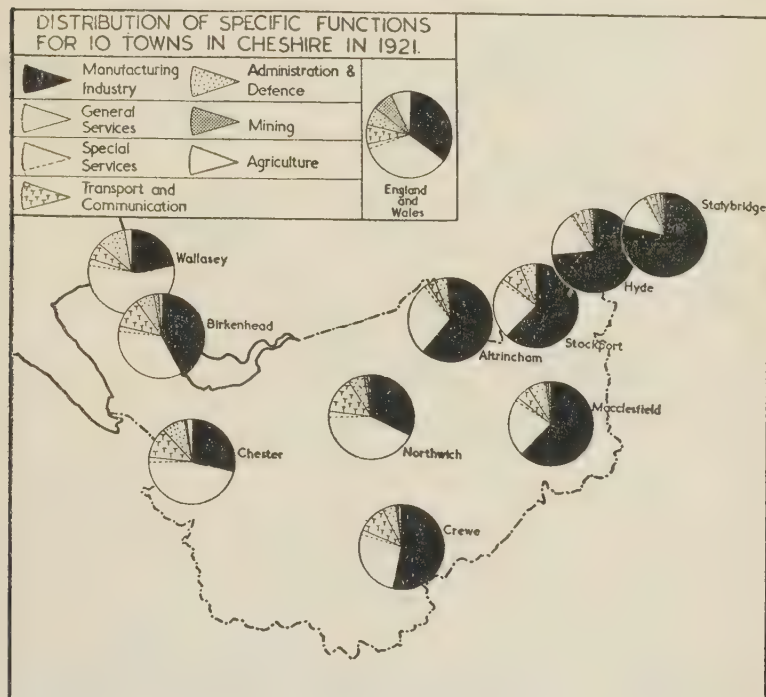 DISTRIBUTION OF SPECIFIC FUNCTIONS
FOR 10 TOWNS IN CHESHIRE IN 1921.
Manufacturing
Industry
Administration &
Defence
General
Services
Mining
Special
Services
Agriculture
Transport and
Communication
England
and
Wales
Stalybridge
Wallasey
Hyde
Birkenhead
Altrincham
Stockport
Macclesfield
Chester
Northwich
Crewe